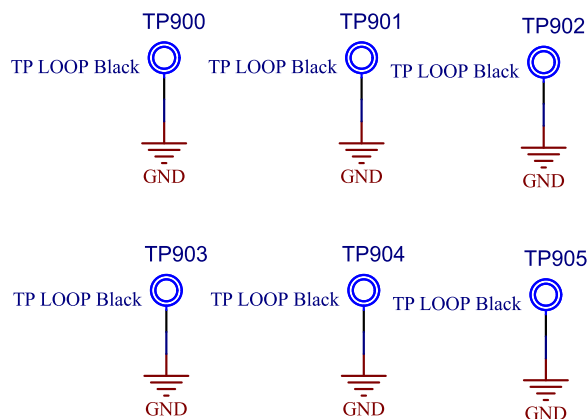 TP900 TP901 TP902
TP LOOP Black TP LOOP Black TP LOOP Black
GND GND GND
TP903 TP904 TP905
TP LOOP Black TP LOOP Black TP LOOP Black
GND GND GND